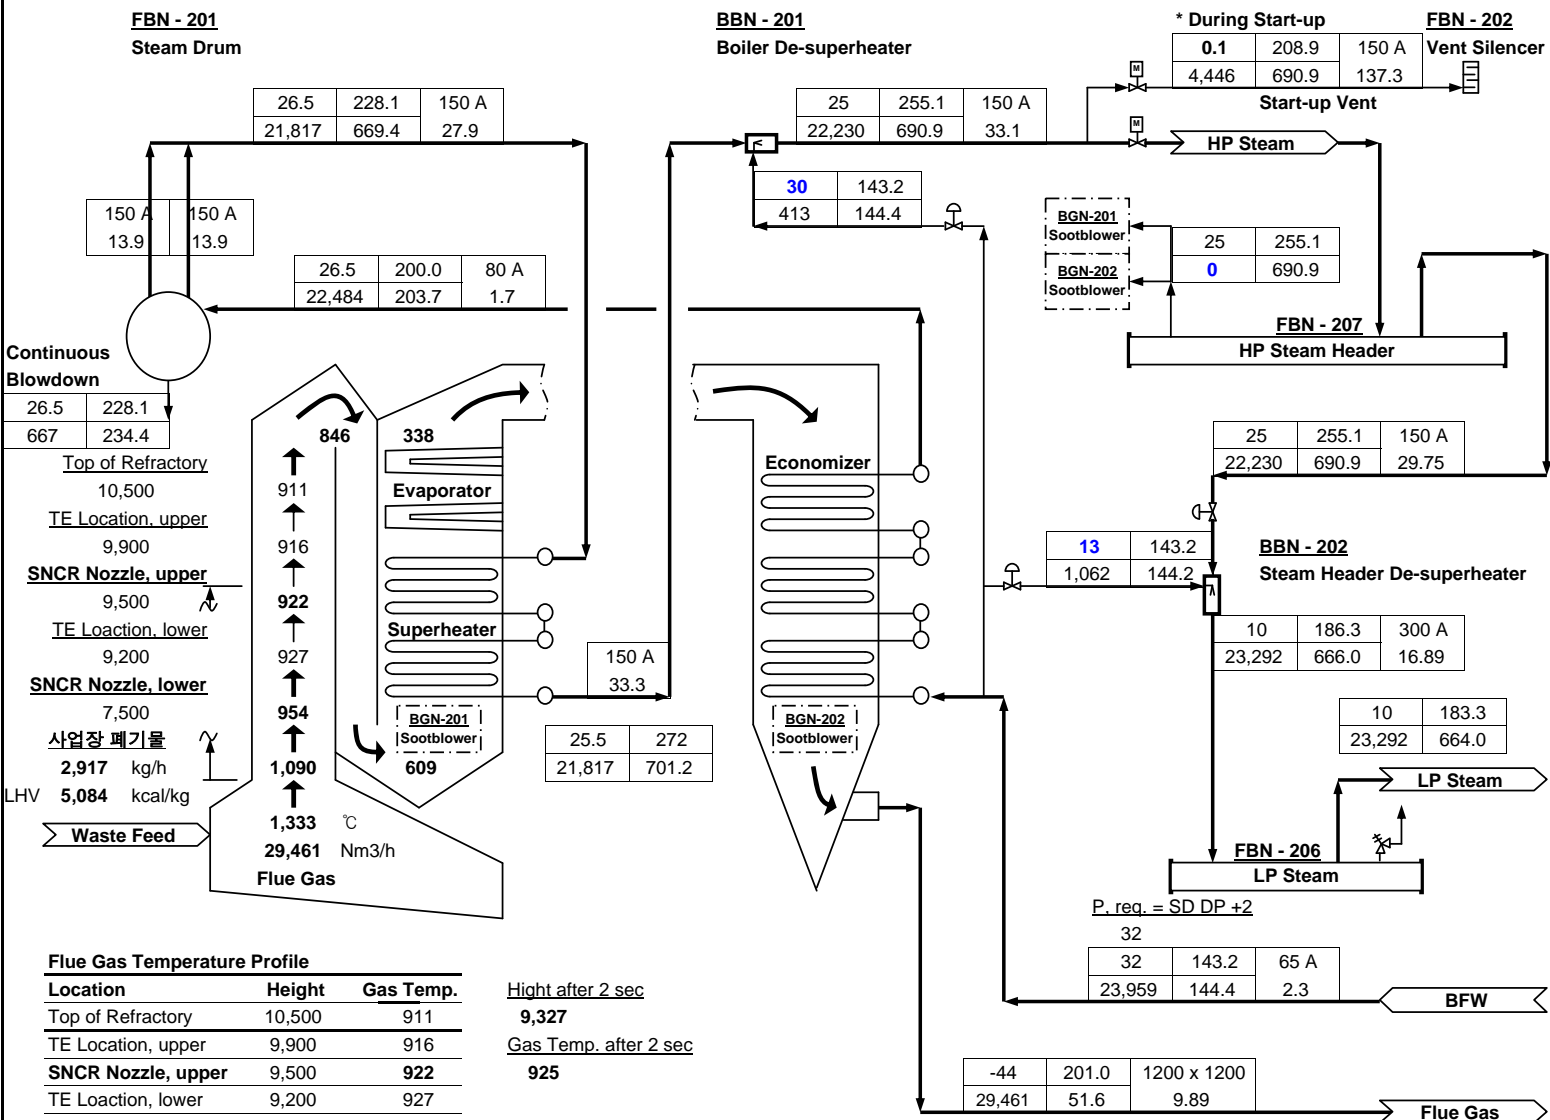 FBN - 201
Steam Drum
BBN - 201
Boiler De-superheater
* During Start-up
FBN - 202
Vent Silencer
0.1 208.9 150 A
4,446 690.9 137.3
Start-up Vent
M
M
26.5 228.1 150 A
21,817 669.4 27.9
25 255.1 150 A
22,230 690.9 33.1
HP Steam
30 143.2
413 144.4
150 A 150 A
13.9 13.9
BGN-201
Sootblower
BGN-202
Sootblower
25 255.1
0 690.9
26.5 200.0 80 A
22,484 203.7 1.7
FBN - 207
HP Steam Header
Continuous
Blowdown
26.5 228.1
667 234.4
846 338
Top of Refractory
10,500
TE Location, upper
9,900
SNCR Nozzle, upper
9,500
TE Loaction, lower
9,200
SNCR Nozzle, lower
7,500
사업장 폐기물
2,917 kg/h
LHV 5,084 kcal/kg
Waste Feed
911
916
922
927
954
1,090
1,333 ℃
29,461 Nm3/h
Flue Gas
Evaporator
Superheater
BGN-201
Sootblower
609
150 A
33.3
25.5 272
21,817 701.2
Economizer
BGN-202
Sootblower
25 255.1 150 A
22,230 690.9 29.75
13 143.2
1,062 144.2
BBN - 202
Steam Header De-superheater
10 186.3 300 A
23,292 666.0 16.89
10 183.3
23,292 664.0
LP Steam
FBN - 206
LP Steam
P, req. = SD DP +2
32
32 143.2 65 A
23,959 144.4 2.3
BFW
Flue Gas Temperature Profile
Location Height Gas Temp.
Top of Refractory 10,500 911
TE Location, upper 9,900 916
SNCR Nozzle, upper 9,500 922
TE Loaction, lower 9,200 927
Hight after 2 sec
9,327
Gas Temp. after 2 sec
925
-44 201.0 1200 x 1200
29,461 51.6 9.89
Flue Gas